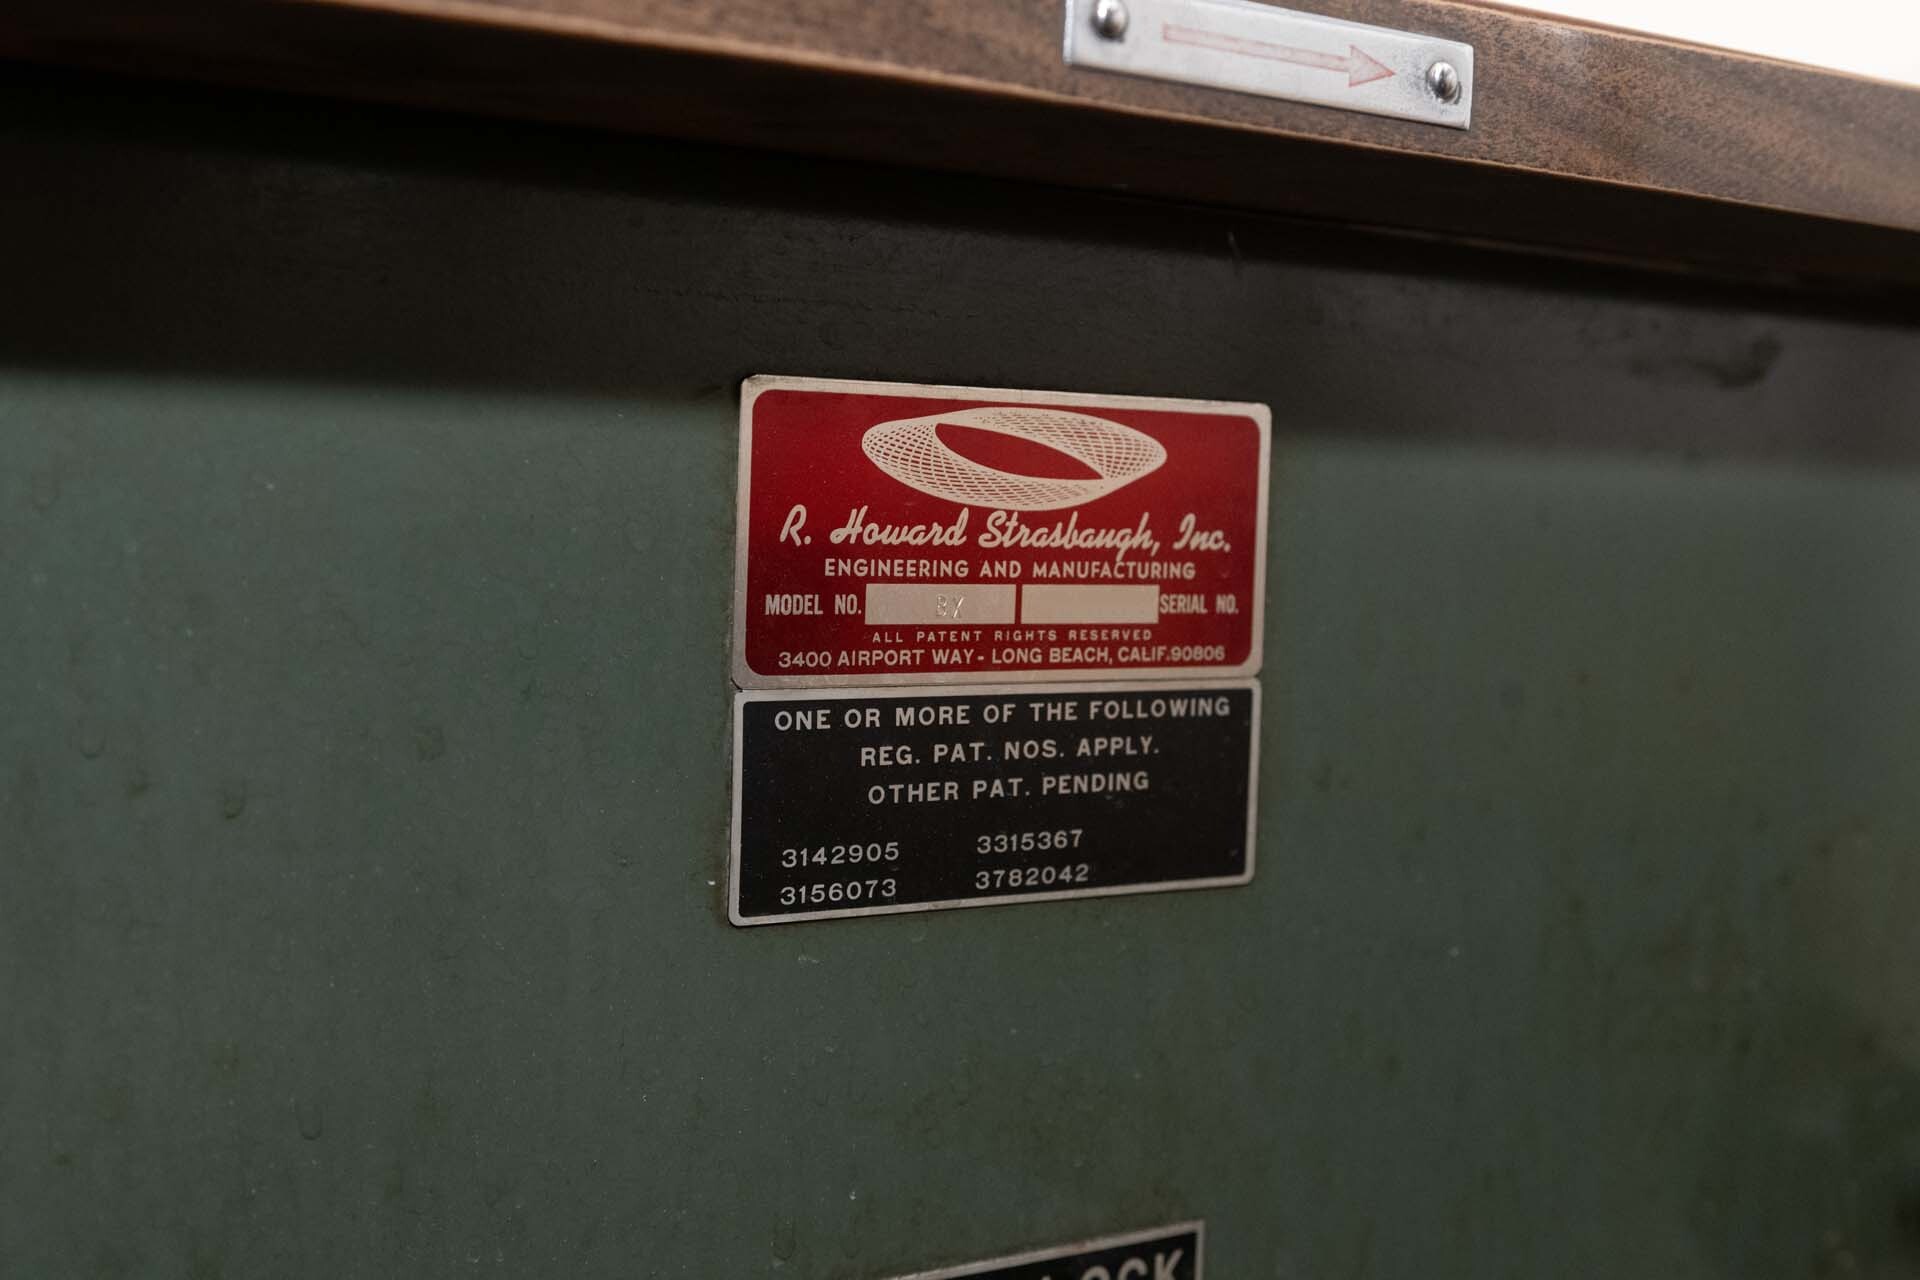 R. Howard Strasbaugh, Inc.
ENGINEERING AND MANUFACTURING
MODEL NO. SERIAL NO.
ALL PATENT RIGHTS RESERVED
3400 AIRPORT WAY - LONG BEACH, CALIF. 90806
ONE OR MORE OF THE FOLLOWING
REG. PAT. NOS. APPLY.
OTHER PAT. PENDING
3142905 3315367
3156073 3782042